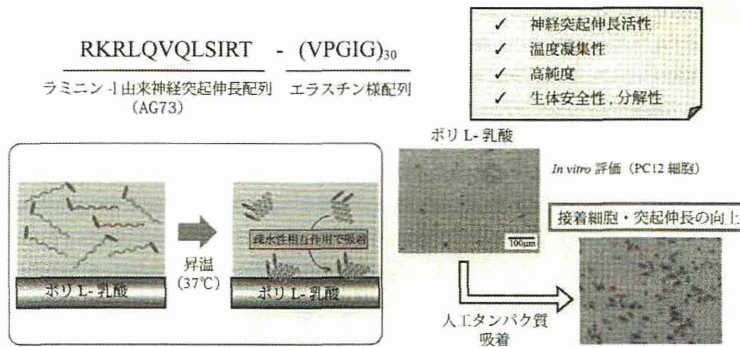 RKRLQVQLSIRT - (VPGIG)30
ラミニン-1由来神経突起伸長配列
(AG73)
エラスチン様配列
✓ 神経突起伸長活性
✓ 温度凝集性
✓ 高純度
✓ 生体安全性,分解性
昇温
(37℃)
疎水性相互作用で吸着
ポリL-乳酸
ポリL-乳酸
ポリL-乳酸
In vitro 評価(PC12 細胞)
100μm
接着細胞・突起伸長の向上
人工タンパク質
吸着